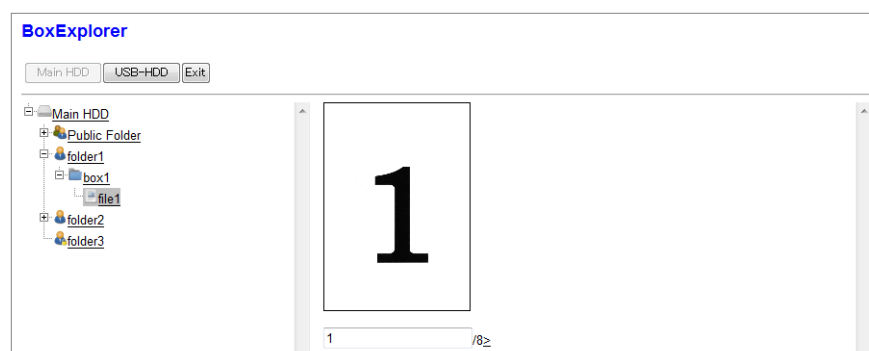 BoxExplorer
Main HDD USB-HDD Exit
Main HDD
Public Folder
folder1
box1
file1
folder2
folder3
1
1 /8>